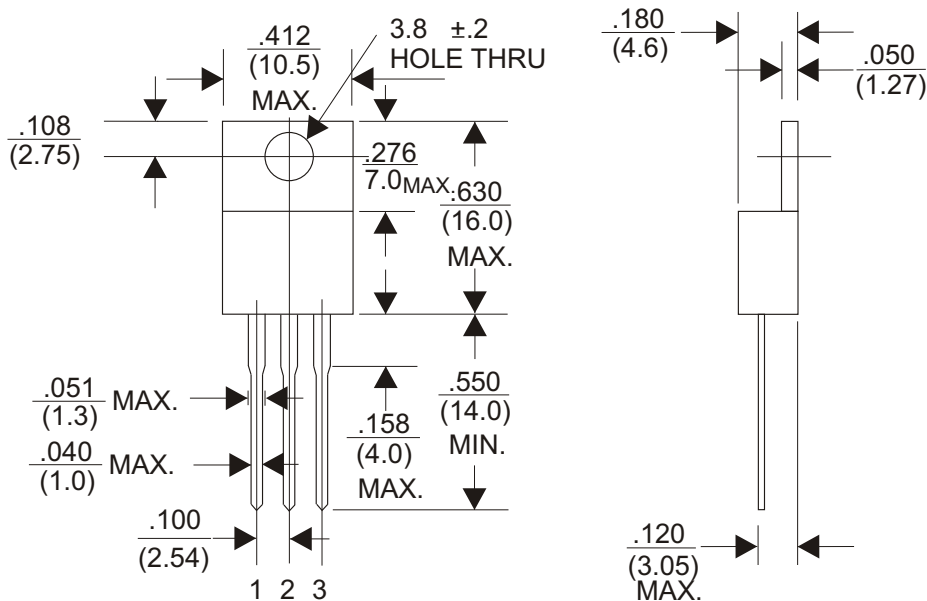 .412
(10.5)
MAX.
3.8 ±.2
HOLE THRU
.108
(2.75)
.276
7.0MAX.
.630
(16.0)
MAX.
.051
(1.3)
MAX.
.040
(1.0)
MAX.
.158
(4.0)
MAX.
.550
(14.0)
MIN.
.100
(2.54)
1 2 3
.180
(4.6)
.050
(1.27)
.120
(3.05)
MAX.